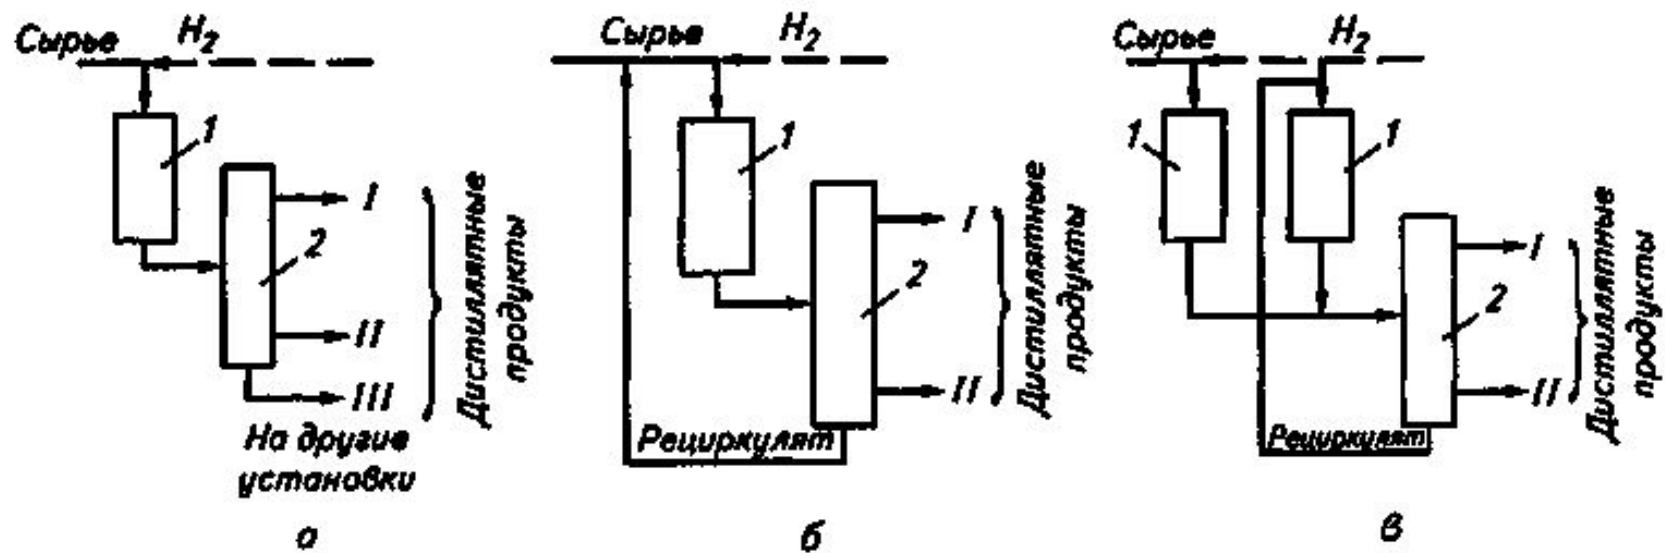 Сырье H₂
1
2
I
II
III
Дистиллятные
продукты
На другие
установки
а
Сырье H₂
1
2
I
II
Дистиллятные
продукты
Рециркулят
б
Сырье H₂
1
1
2
I
II
Дистиллятные
продукты
Рециркулят
в